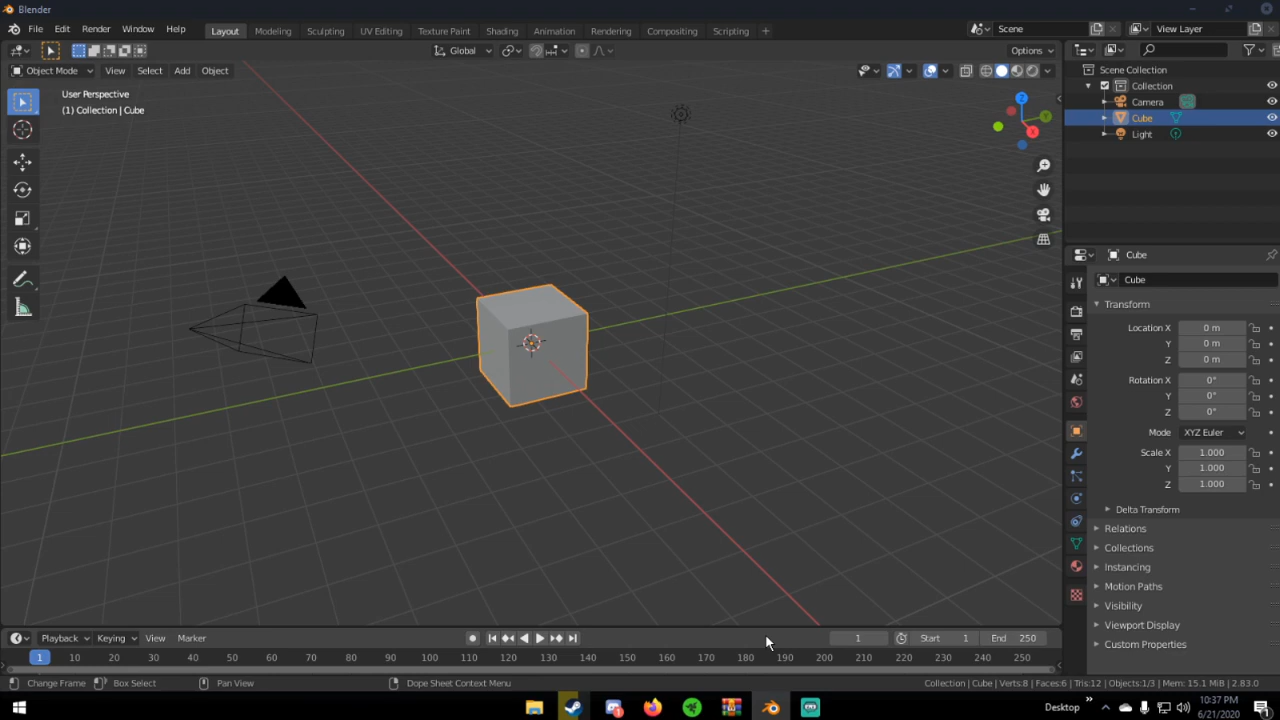 Blender
File Edit Render Window Help Layout Modeling Sculpting UV Editing Texture Paint Shading Animation Rendering Compositing Scripting + Scene View Layer
Global Options
Object Mode View Select Add Object
User Perspective
(1) Collection | Cube
Z
Y
X
Scene Collection
Collection
Camera
Cube
Light
Cube
Cube
Transform
Location X 0 m
Y 0 m
Z 0 m
Rotation X 0°
Y 0°
Z 0°
Mode XYZ Euler
Scale X 1.000
Y 1.000
Z 1.000
Delta Transform
Relations
Collections
Instancing
Motion Paths
Visibility
Viewport Display
Custom Properties
Playback Keying View Marker 1 Start 1 End 250
1 10 20 30 40 50 60 70 80 90 100 110 120 130 140 150 160 170 180 190 200 210 220 230 240 250
Change Frame Box Select Pan View Dope Sheet Context Menu Collection | Cube | Verts:8 | Faces:6 | Tris:12 | Objects:1/3 | Mem: 15.1 MiB | 2.83.0
Desktop 10:37 PM
6/21/2020